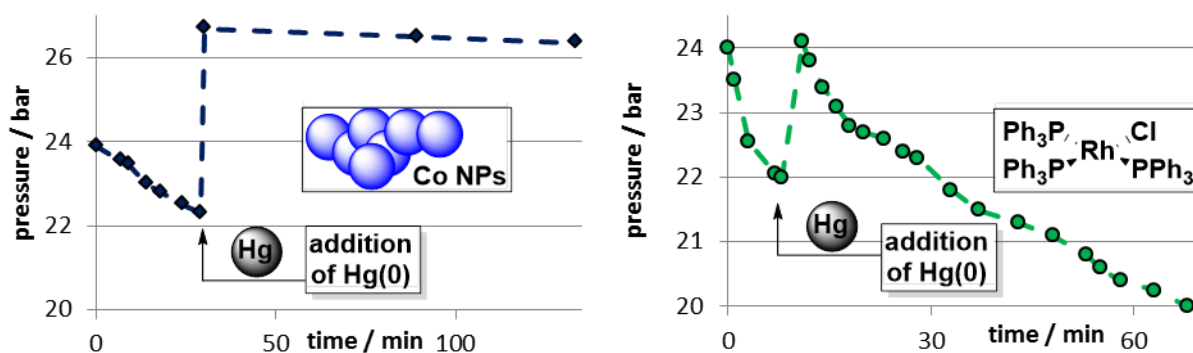 pressure / bar
26
24
22
20
0
50
100
time / min
Co NPs
Hg
addition
of Hg(0)
pressure / bar
24
23
22
21
20
0
30
60
time / min
Ph₃P
Cl
Rh
Ph₃P
PPh₃
Hg
addition
of Hg(0)